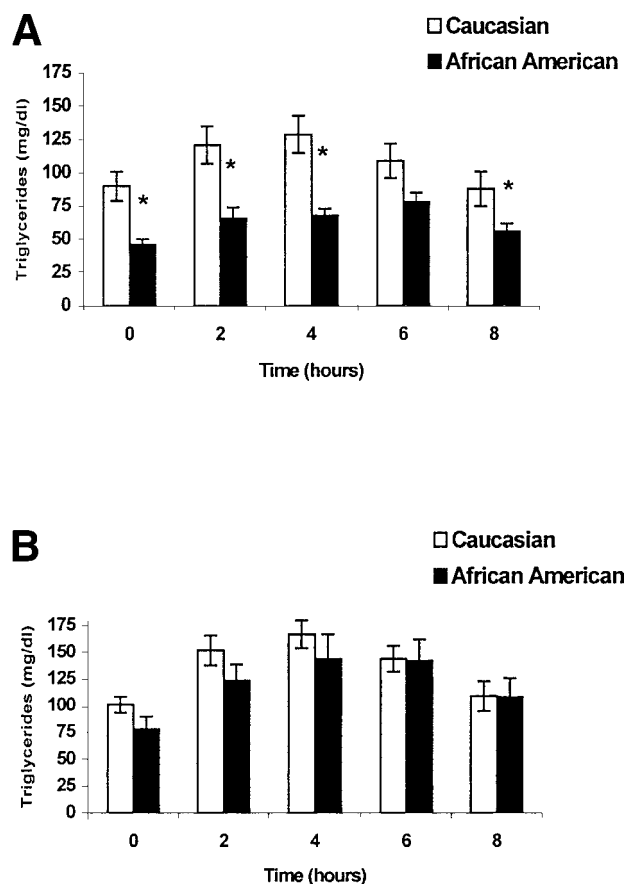 A
Caucasian
African American
Triglycerides (mg/dl)
175
150
125
100
75
50
25
0
*
*
*
*
0 2 4 6 8
Time (hours)
B
Caucasian
African American
Triglycerides (mg/dl)
175
150
125
100
75
50
25
0
0 2 4 6 8
Time (hours)